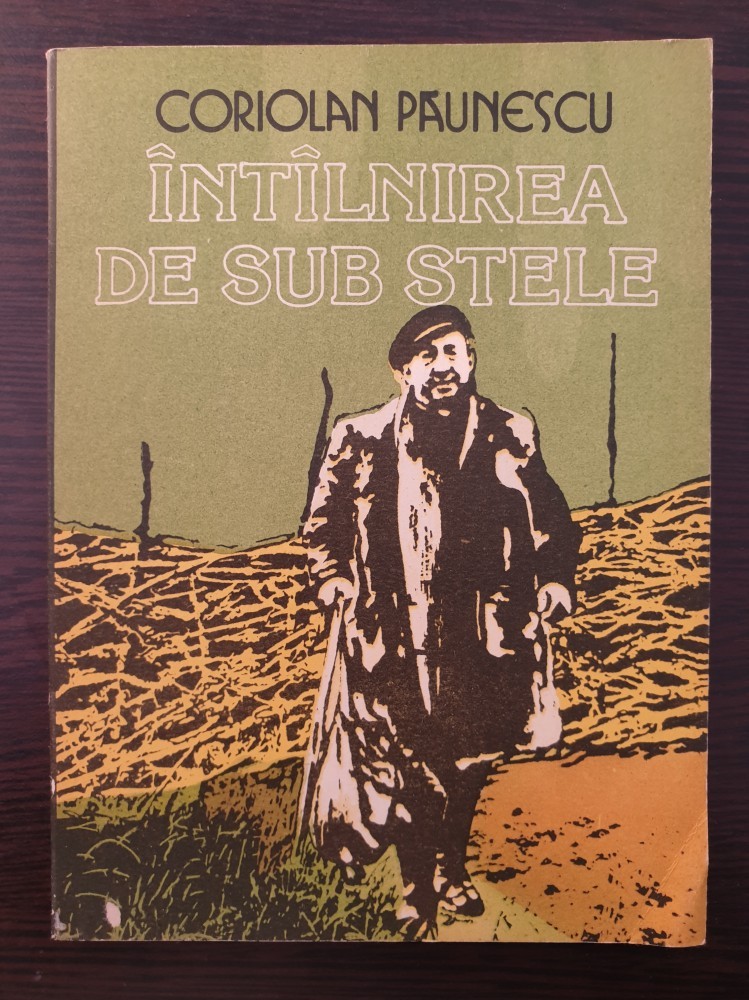 CORIOLAN PĂUNESCU
ÎNTÎLNIREA
DE SUB STELE